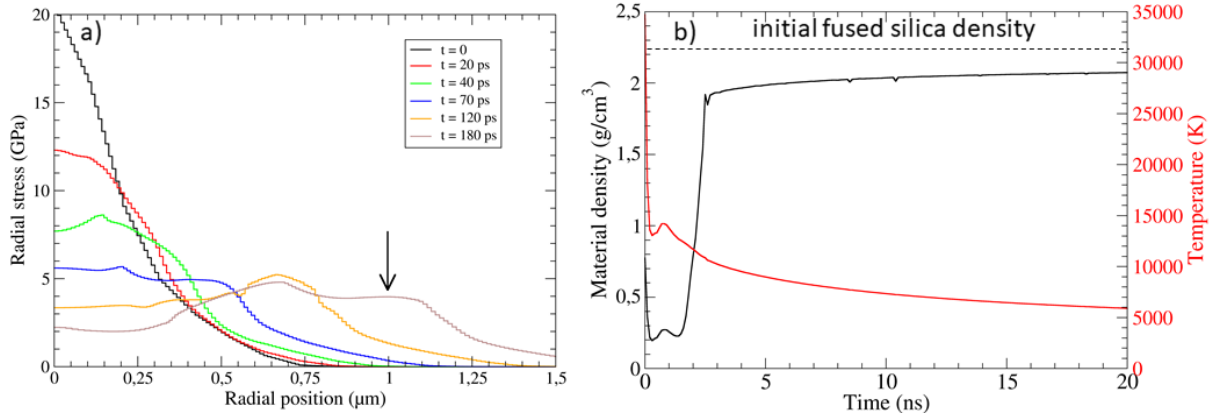 a)
20
15
10
5
0
Radial stress (GPa)
t = 0
t = 20 ps
t = 40 ps
t = 70 ps
t = 120 ps
t = 180 ps
0
0,25
0,5
0,75
1
1,25
1,5
Radial position (μm)
b)
initial fused silica density
2,5
2
1,5
1
0,5
0
Material density (g/cm³)
35000
30000
25000
20000
15000
10000
5000
0
Temperature (K)
0
5
10
15
20
Time (ns)